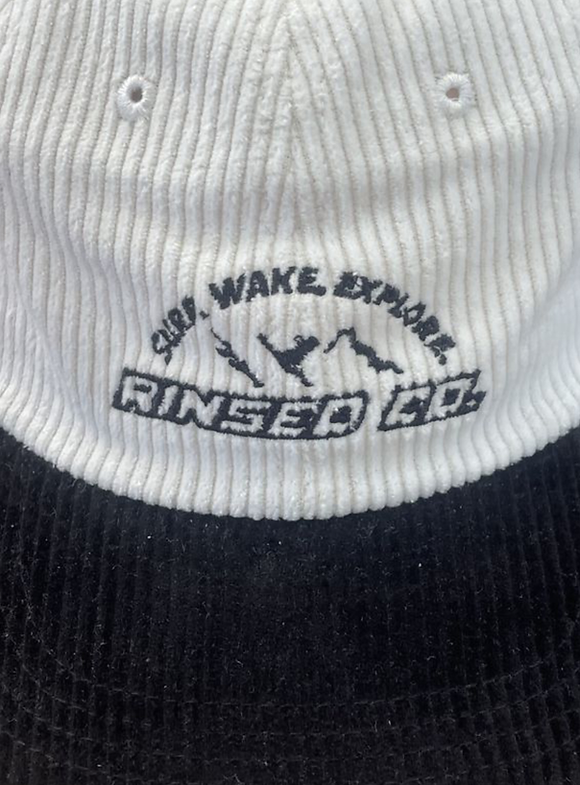 SURF. WAKE. EXPLORE.
RINSED CO.